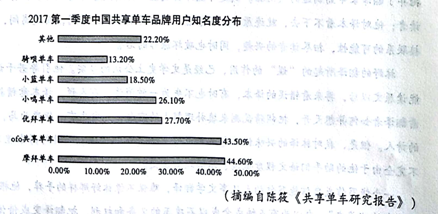 2017 第一季度中国共享单车品牌用户知名度分布
其他 22.20%
骑呗单车 13.20%
小蓝单车 18.50%
小鸣单车 26.10%
优拜单车 27.70%
ofo共享单车 43.50%
摩拜单车 44.60%
0.00% 10.00% 20.00% 30.00% 40.00% 50.00%
(摘编自陈薇《共享单车研究报告》)